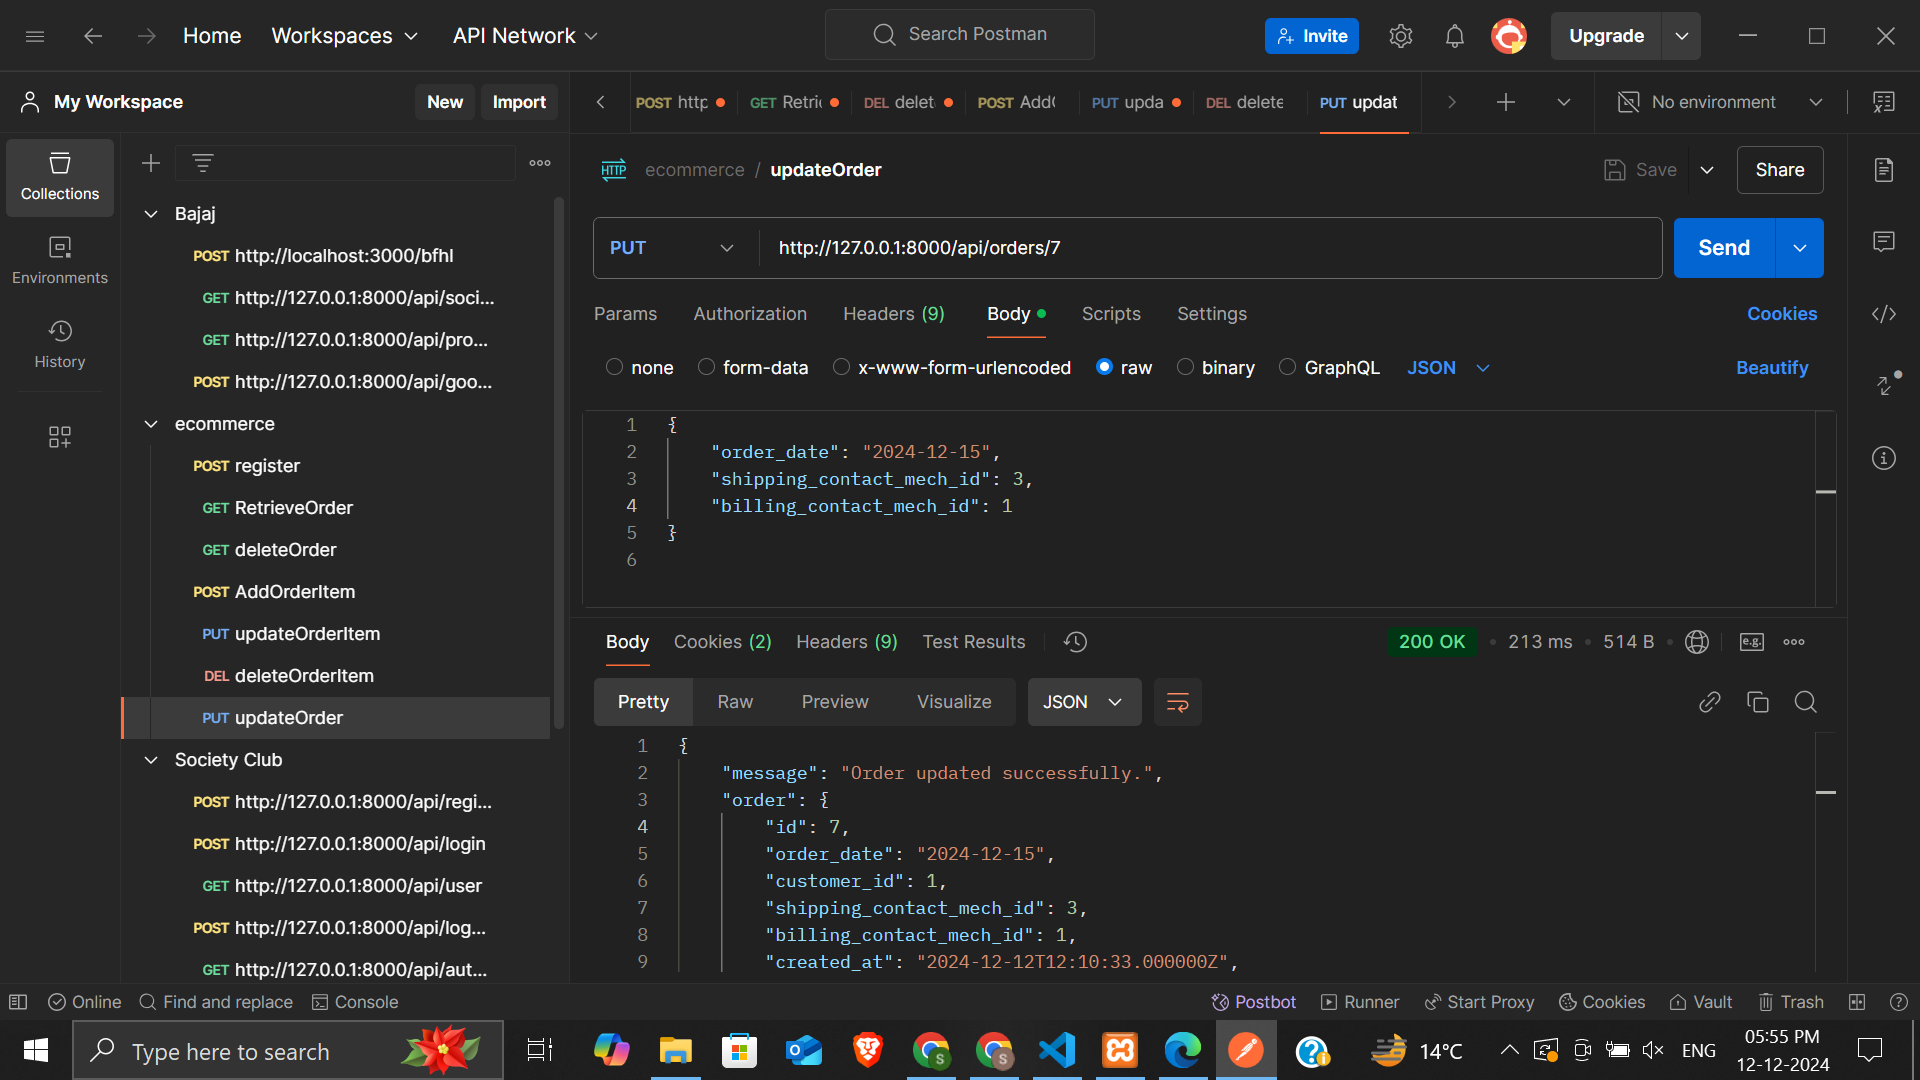 Home Workspaces API Network Search Postman Invite Upgrade
My Workspace New Import
POST http GET Retri DEL delet POST AddO PUT upda DEL delete PUT updat No environment
Collections
Environments
History
Bajaj
POST http://localhost:3000/bfhl
GET http://127.0.0.1:8000/api/soci...
GET http://127.0.0.1:8000/api/pro...
POST http://127.0.0.1:8000/api/goo...
ecommerce
POST register
GET RetrieveOrder
GET deleteOrder
POST AddOrderItem
PUT updateOrderItem
DEL deleteOrderItem
PUT updateOrder
Society Club
POST http://127.0.0.1:8000/api/regi...
POST http://127.0.0.1:8000/api/login
GET http://127.0.0.1:8000/api/user
POST http://127.0.0.1:8000/api/log...
GET http://127.0.0.1:8000/api/aut...
HTTP ecommerce / updateOrder Save Share
PUT http://127.0.0.1:8000/api/orders/7 Send
Params Authorization Headers (9) Body Scripts Settings Cookies
none form-data x-www-form-urlencoded raw binary GraphQL JSON Beautify
1 {
2 "order_date": "2024-12-15",
3 "shipping_contact_mech_id": 3,
4 "billing_contact_mech_id": 1
5 }
6
Body Cookies (2) Headers (9) Test Results 200 OK 213 ms 514 B e.g.
Pretty Raw Preview Visualize JSON
1 {
2 "message": "Order updated successfully.",
3 "order": {
4 "id": 7,
5 "order_date": "2024-12-15",
6 "customer_id": 1,
7 "shipping_contact_mech_id": 3,
8 "billing_contact_mech_id": 1,
9 "created_at": "2024-12-12T12:10:33.000000Z",
Online Find and replace Console Postbot Runner Start Proxy Cookies Vault Trash
Type here to search S S 14°C ENG 05:55 PM
12-12-2024